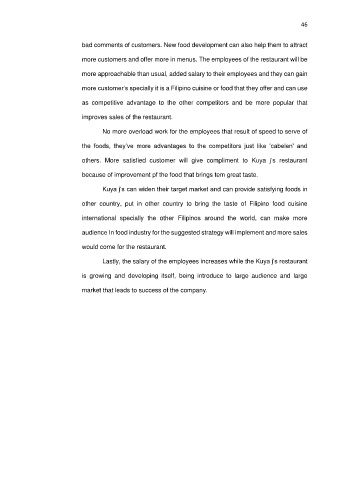 46
bad comments of customers. New food development can also help them to attract
more customers and offer more in menus. The employees of the restaurant will be
more approachable than usual, added salary to their employees and they can gain
more customer's specially it is a Filipino cuisine or food that they offer and can use
as competitive advantage to the other competitors and be more popular that
improves sales of the restaurant.
No more overload work for the employees that result of speed to serve of
the foods, they've more advantages to the competitors just like 'cabelen' and
others. More satisfied customer will give compliment to Kuya j's restaurant
because of improvement pf the food that brings tem great taste.
Kuya j's can widen their target market and can provide satisfying foods in
other country, put in other country to bring the taste of Filipino food cuisine
international specially the other Filipinos around the world, can make more
audience In food industry for the suggested strategy will implement and more sales
would come for the restaurant.
Lastly, the salary of the employees increases while the Kuya j's restaurant
is growing and developing itself, being introduce to large audience and large
market that leads to success of the company.